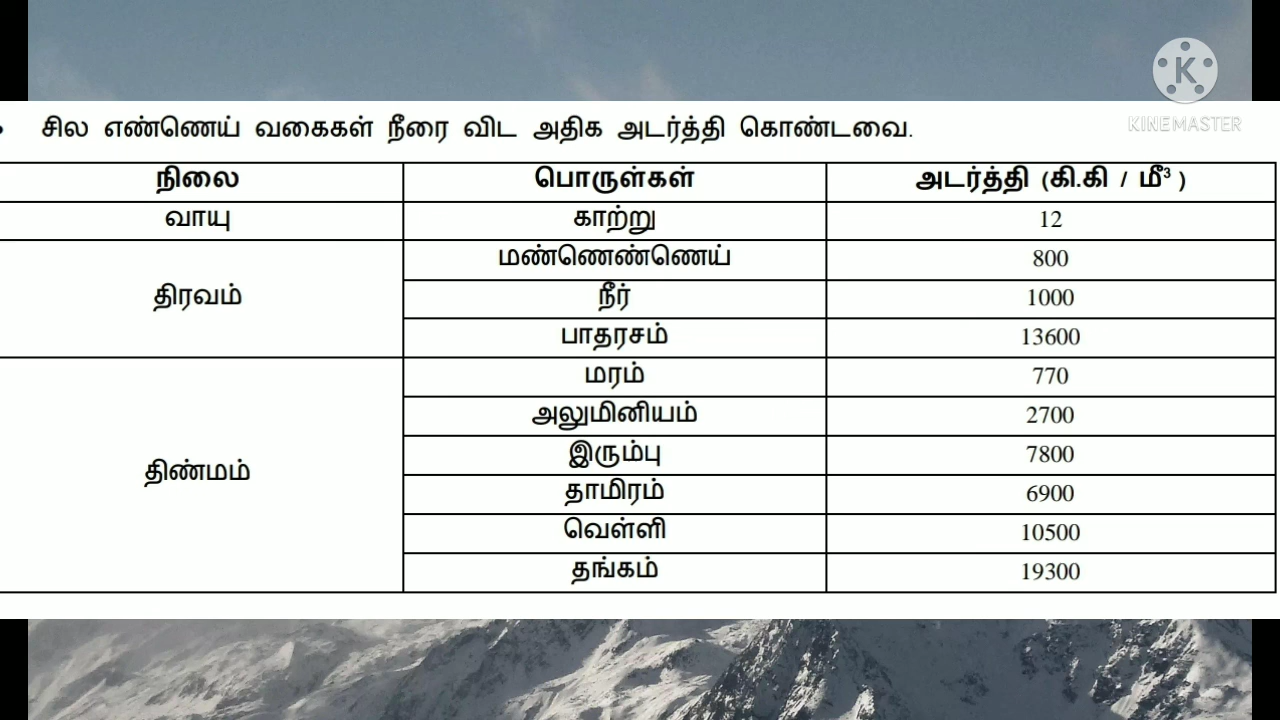 சில எண்ணெய் வகைகள் நீரை விட அதிக அடர்த்தி கொண்டவை.
நிலை பொருள்கள் அடர்த்தி (கி.கி / மீ³ )
வாயு காற்று 12
திரவம் மண்ணெண்ணெய் 800
நீர் 1000
பாதரசம் 13600
திண்மம் மரம் 770
அலுமினியம் 2700
இரும்பு 7800
தாமிரம் 6900
வெள்ளி 10500
தங்கம் 19300
K
KINEMASTER